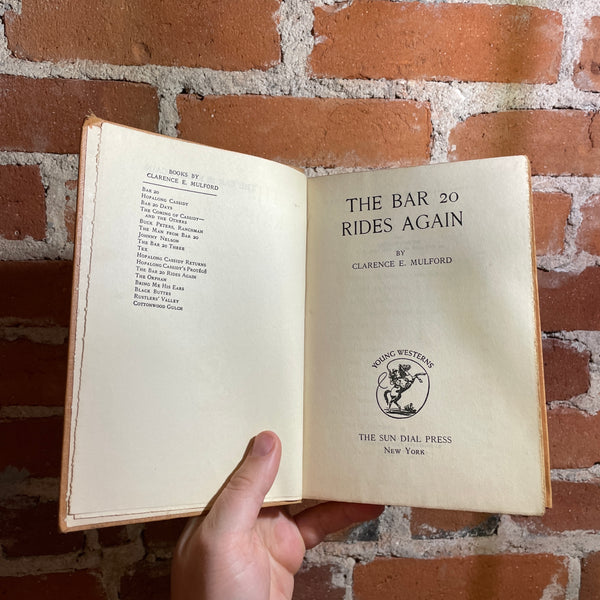 BOOKS BY
CLARENCE E. MULFORD
BAR 20
HOPALONG CASSIDY
BAR 20 DAYS
THE COMING OF CASSIDY—
AND THE OTHERS
BUCK PETERS, RANCHMAN
THE MAN FROM BAR 20
JOHNNY NELSON
THE BAR 20 THREE
TEX
HOPALONG CASSIDY RETURNS
HOPALONG CASSIDY'S PROTÉGÉ
THE BAR 20 RIDES AGAIN
THE ORPHAN
BRING ME HIS EARS
BLACK BUTTES
RUSTLERS' VALLEY
COTTONWOOD GULCH
THE BAR 20
RIDES AGAIN
BY
CLARENCE E. MULFORD
YOUNG WESTERNS
THE SUN DIAL PRESS
NEW YORK